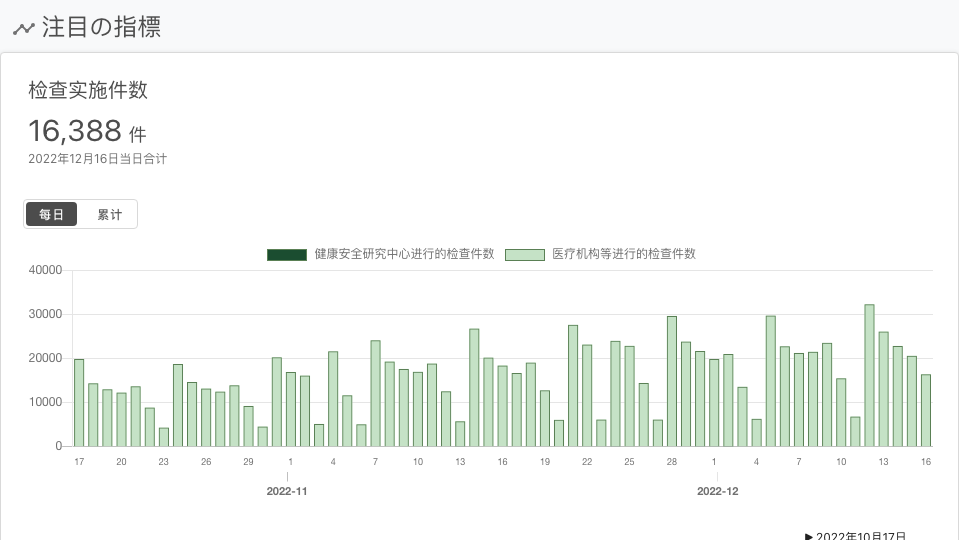 注目の指標
检查实施件数
16,388 件
2022年12月16日当日合计
每日 累计
健康安全研究中心进行的检查件数 医疗机构等进行的检查件数
40000
30000
20000
10000
0
17 20 23 26 29 1 4 7 10 13 16 19 22 25 28 1 4 7 10 13 16
2022-11 2022-12
▶ 2022年10月17日